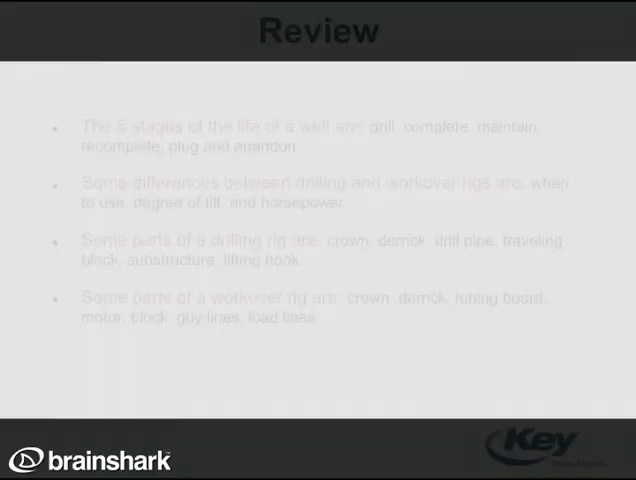 Review
• The 5 stages of the life of a well are: drill, complete, maintain,
recomplete, plug and abandon
• Some differences between drilling and workover rigs are: when
to use, degree of tilt, and horsepower
• Some parts of a drilling rig are: crown, derrick, drill pipe, traveling
block, substructure, lifting hook
• Some parts of a workover rig are: crown, derrick, tubing board,
motor, block, guy lines, load lines
Key
brainshark